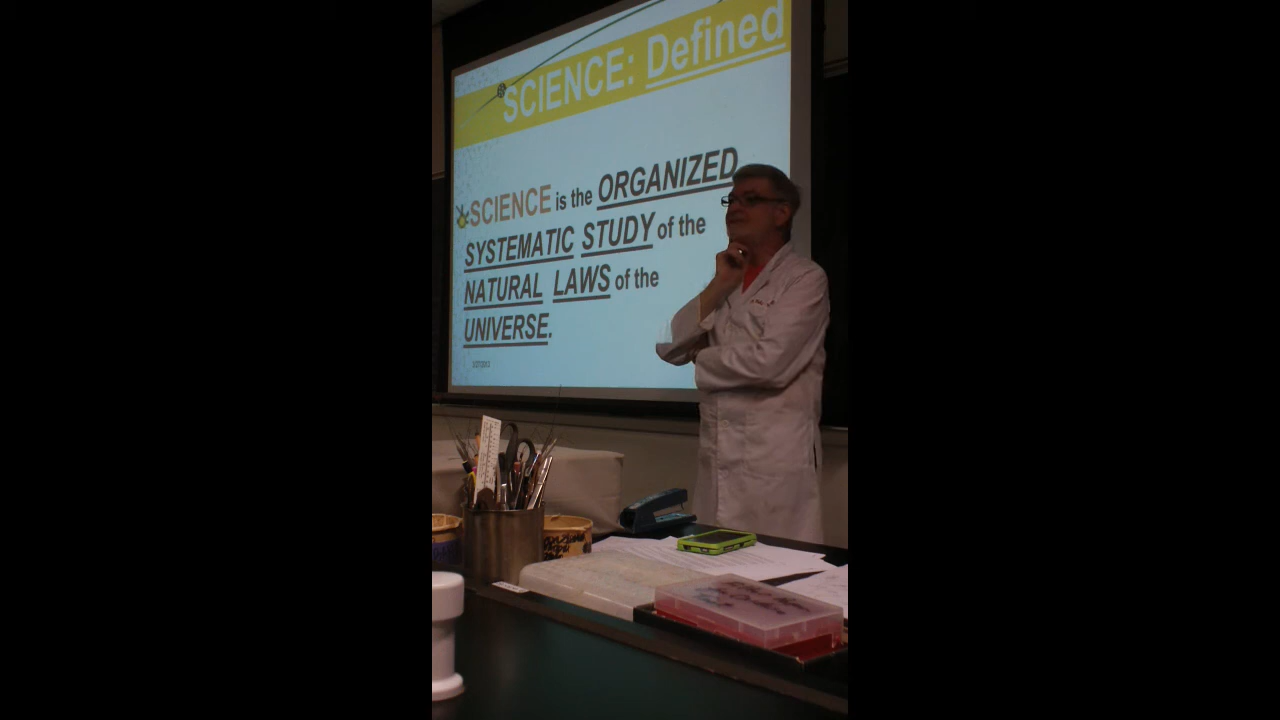 SCIENCE: Defined
SCIENCE is the ORGANIZED
SYSTEMATIC STUDY of the
NATURAL LAWS of the
UNIVERSE.